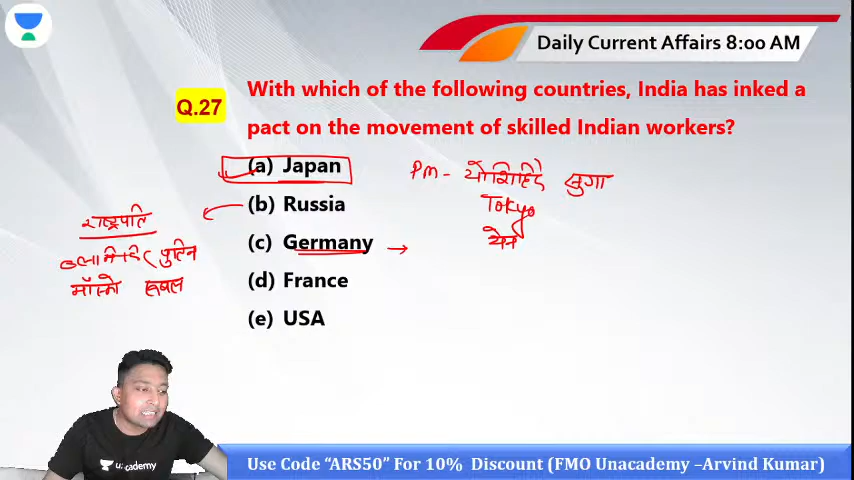 Daily Current Affairs 8:00 AM
Q.27
With which of the following countries, India has inked a
pact on the movement of skilled Indian workers?
(a) Japan
(b) Russia
(c) Germany
(d) France
(e) USA
PM - योशिहिदे सुगा
Tokyo
येन
राष्ट्रपति
व्लादिमिर पुतिन
मॉस्को रूबल
unacademy
Use Code “ARS50” For 10% Discount (FMO Unacademy –Arvind Kumar)